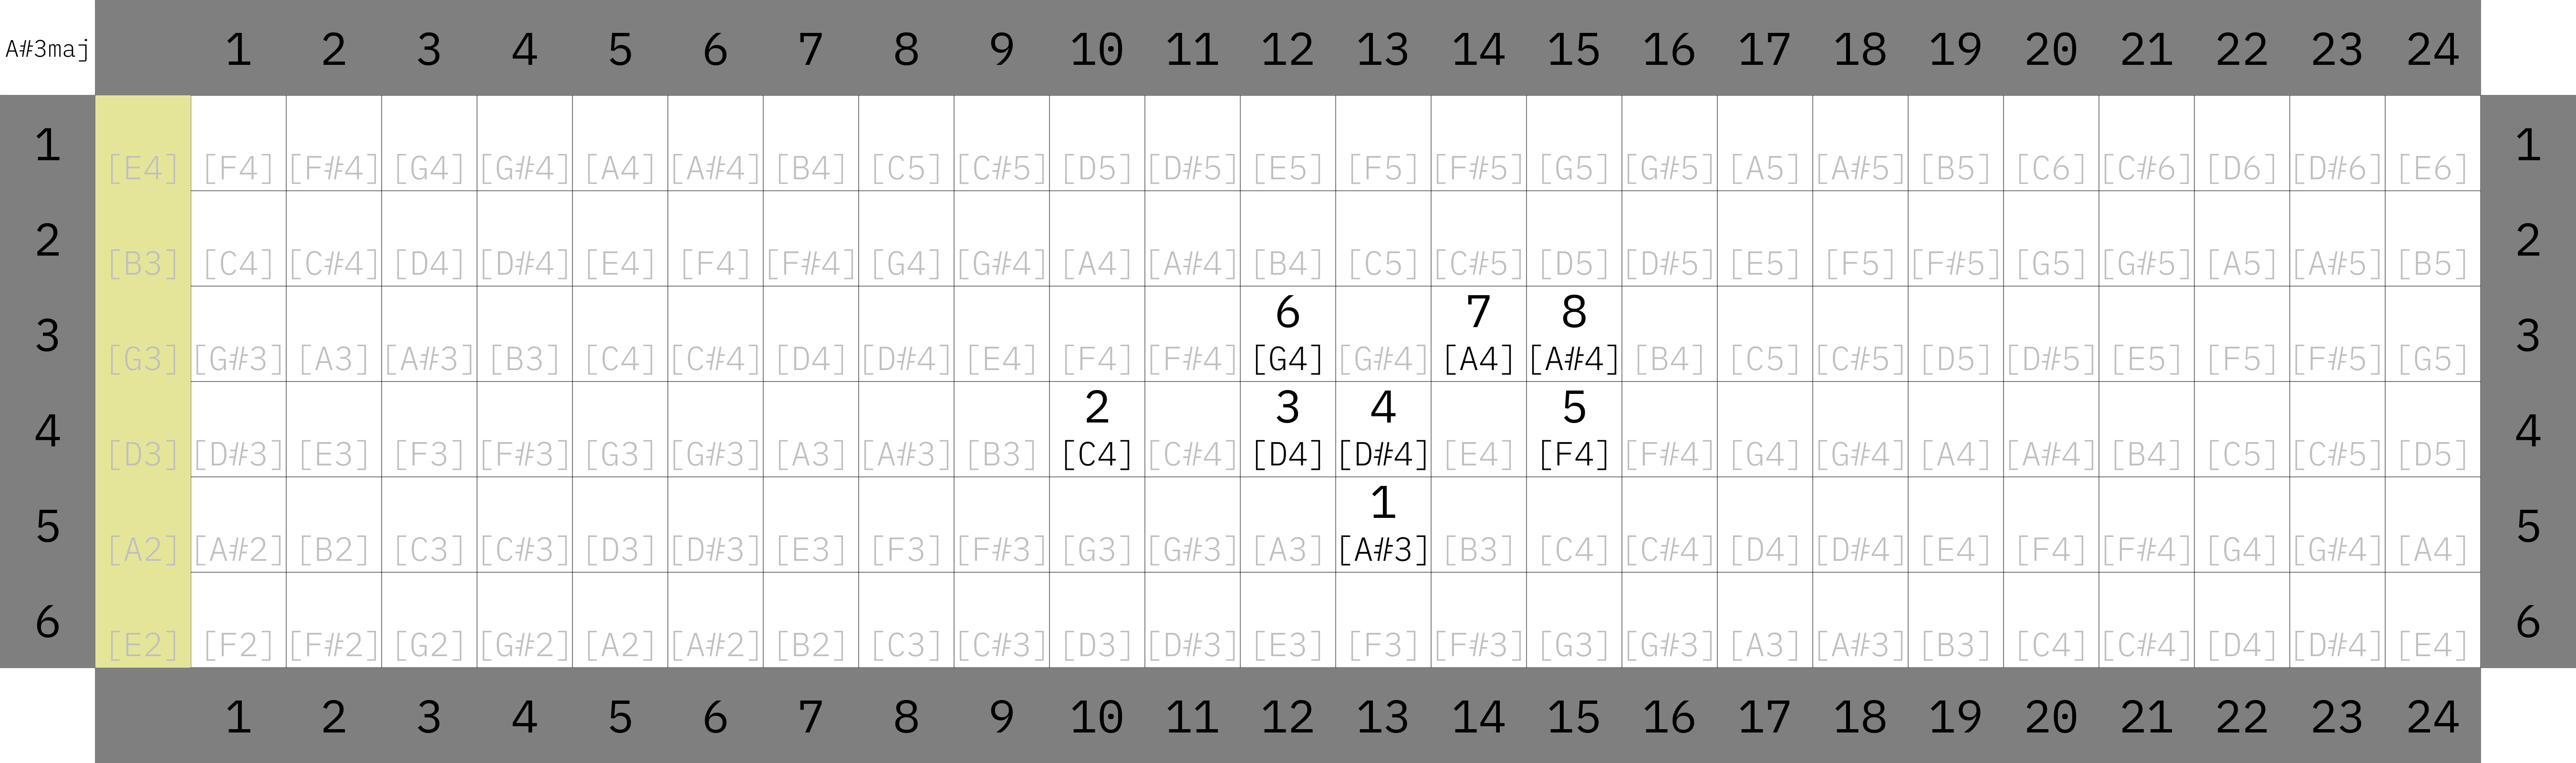 A#3maj 1 2 3 4 5 6 7 8 9 10 11 12 13 14 15 16 17 18 19 20 21 22 23 24
1 [E4] [F4] [F#4] [G4] [G#4] [A4] [A#4] [B4] [C5] [C#5] [D5] [D#5] [E5] [F5] [F#5] [G5] [G#5] [A5] [A#5] [B5] [C6] [C#6] [D6] [D#6] [E6] 1
2 [B3] [C4] [C#4] [D4] [D#4] [E4] [F4] [F#4] [G4] [G#4] [A4] [A#4] [B4] [C5] [C#5] [D5] [D#5] [E5] [F5] [F#5] [G5] [G#5] [A5] [A#5] [B5] 2
6 7 8
3 [G3] [G#3] [A3] [A#3] [B3] [C4] [C#4] [D4] [D#4] [E4] [F4] [F#4] [G4] [G#4] [A4] [A#4] [B4] [C5] [C#5] [D5] [D#5] [E5] [F5] [F#5] [G5] 3
2 3 4 5
4 [D3] [D#3] [E3] [F3] [F#3] [G3] [G#3] [A3] [A#3] [B3] [C4] [C#4] [D4] [D#4] [E4] [F4] [F#4] [G4] [G#4] [A4] [A#4] [B4] [C5] [C#5] [D5] 4
1
5 [A2] [A#2] [B2] [C3] [C#3] [D3] [D#3] [E3] [F3] [F#3] [G3] [G#3] [A3] [A#3] [B3] [C4] [C#4] [D4] [D#4] [E4] [F4] [F#4] [G4] [G#4] [A4] 5
6 [E2] [F2] [F#2] [G2] [G#2] [A2] [A#2] [B2] [C3] [C#3] [D3] [D#3] [E3] [F3] [F#3] [G3] [G#3] [A3] [A#3] [B3] [C4] [C#4] [D4] [D#4] [E4] 6
1 2 3 4 5 6 7 8 9 10 11 12 13 14 15 16 17 18 19 20 21 22 23 24